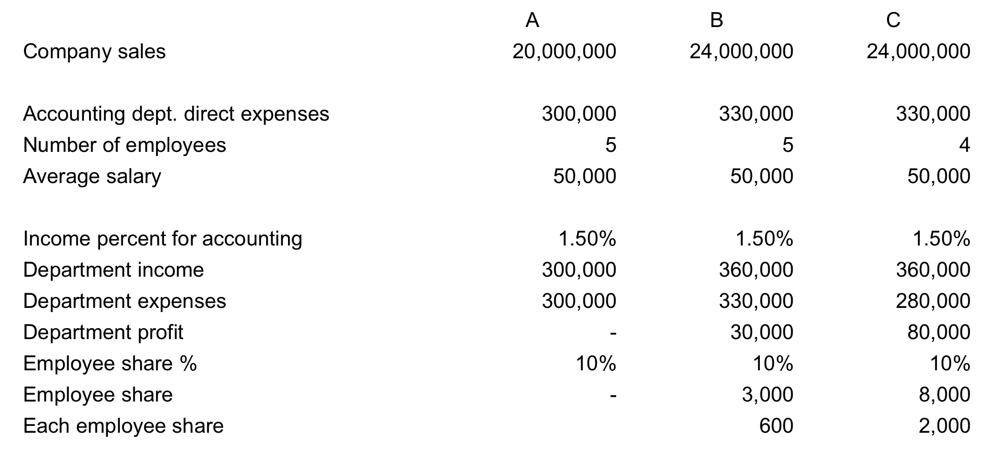 A B C
Company sales 20,000,000 24,000,000 24,000,000
Accounting dept. direct expenses 300,000 330,000 330,000
Number of employees 5 5 4
Average salary 50,000 50,000 50,000
Income percent for accounting 1.50% 1.50% 1.50%
Department income 300,000 360,000 360,000
Department expenses 300,000 330,000 280,000
Department profit - 30,000 80,000
Employee share % 10% 10% 10%
Employee share - 3,000 8,000
Each employee share 600 2,000